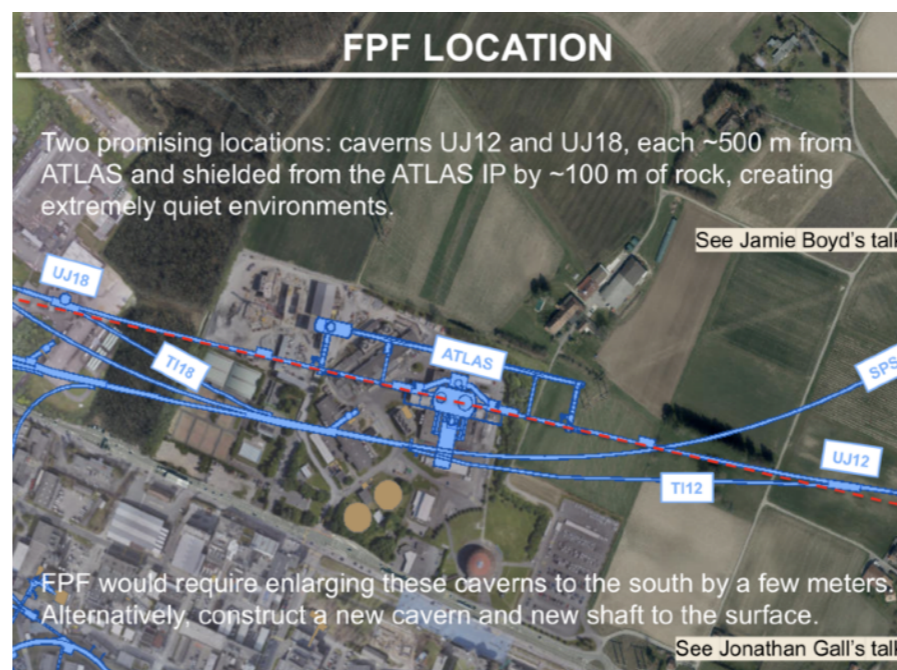 FPF LOCATION
Two promising locations: caverns UJ12 and UJ18, each ~500 m from
ATLAS and shielded from the ATLAS IP by ~100 m of rock, creating
extremely quiet environments.
See Jamie Boyd's talk
UJ18
TI18
ATLAS
SPS
UJ12
TI12
FPF would require enlarging these caverns to the south by a few meters.
Alternatively, construct a new cavern and new shaft to the surface.
See Jonathan Gall's talk